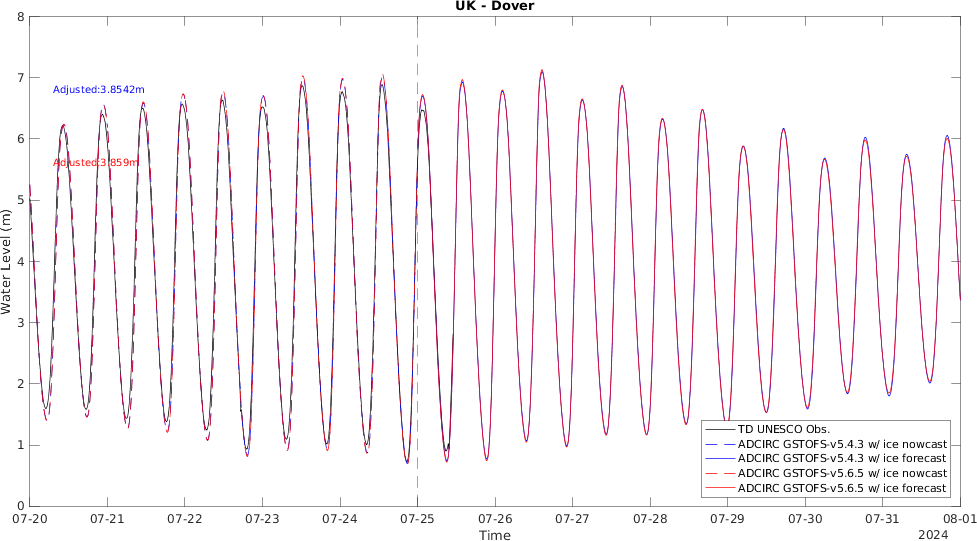 UK - Dover
8
7
6
5
4
3
2
1
0
Water Level (m)
Adjusted:3.8542m
Adjusted:3.859m
TD UNESCO Obs.
ADCIRC GSTOFS-v5.4.3 w/ ice nowcast
ADCIRC GSTOFS-v5.4.3 w/ ice forecast
ADCIRC GSTOFS-v5.6.5 w/ ice nowcast
ADCIRC GSTOFS-v5.6.5 w/ ice forecast
07-20 07-21 07-22 07-23 07-24 07-25 07-26 07-27 07-28 07-29 07-30 07-31 08-01
Time
2024